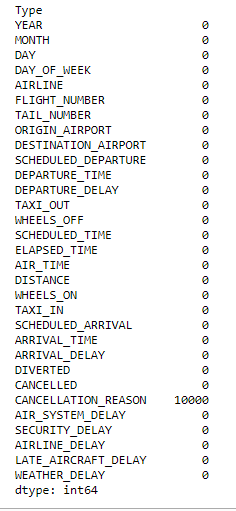 Type
YEAR 0
MONTH 0
DAY 0
DAY_OF_WEEK 0
AIRLINE 0
FLIGHT_NUMBER 0
TAIL_NUMBER 0
ORIGIN_AIRPORT 0
DESTINATION_AIRPORT 0
SCHEDULED_DEPARTURE 0
DEPARTURE_TIME 0
DEPARTURE_DELAY 0
TAXI_OUT 0
WHEELS_OFF 0
SCHEDULED_TIME 0
ELAPSED_TIME 0
AIR_TIME 0
DISTANCE 0
WHEELS_ON 0
TAXI_IN 0
SCHEDULED_ARRIVAL 0
ARRIVAL_TIME 0
ARRIVAL_DELAY 0
DIVERTED 0
CANCELLED 0
CANCELLATION_REASON 10000
AIR_SYSTEM_DELAY 0
SECURITY_DELAY 0
AIRLINE_DELAY 0
LATE_AIRCRAFT_DELAY 0
WEATHER_DELAY 0
dtype: int64